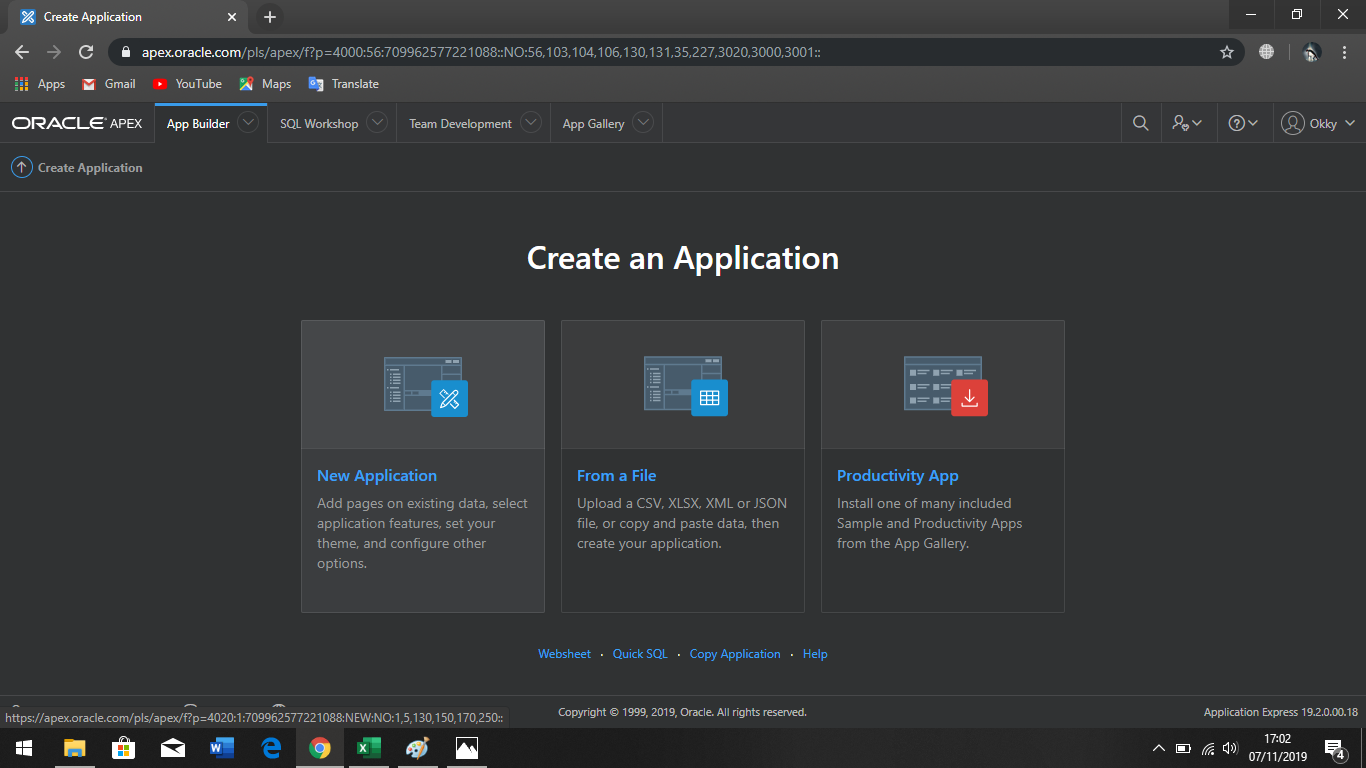 Create Application
apex.oracle.com/pls/apex/f?p=4000:56:709962577221088::NO:56,103,104,106,130,131,35,227,3020,3000,3001::
Apps Gmail YouTube Maps Translate
ORACLE APEX App Builder SQL Workshop Team Development App Gallery Okky
Create Application
Create an Application
New Application
Add pages on existing data, select
application features, set your
theme, and configure other
options.
From a File
Upload a CSV, XLSX, XML or JSON
file, or copy and paste data, then
create your application.
Productivity App
Install one of many included
Sample and Productivity Apps
from the App Gallery.
Websheet • Quick SQL • Copy Application • Help
https://apex.oracle.com/pls/apex/f?p=4020:1:709962577221088:NEW:NO:1,5,130,150,170,250::
Copyright © 1999, 2019, Oracle. All rights reserved.
Application Express 19.2.0.00.18
17:02
07/11/2019
4